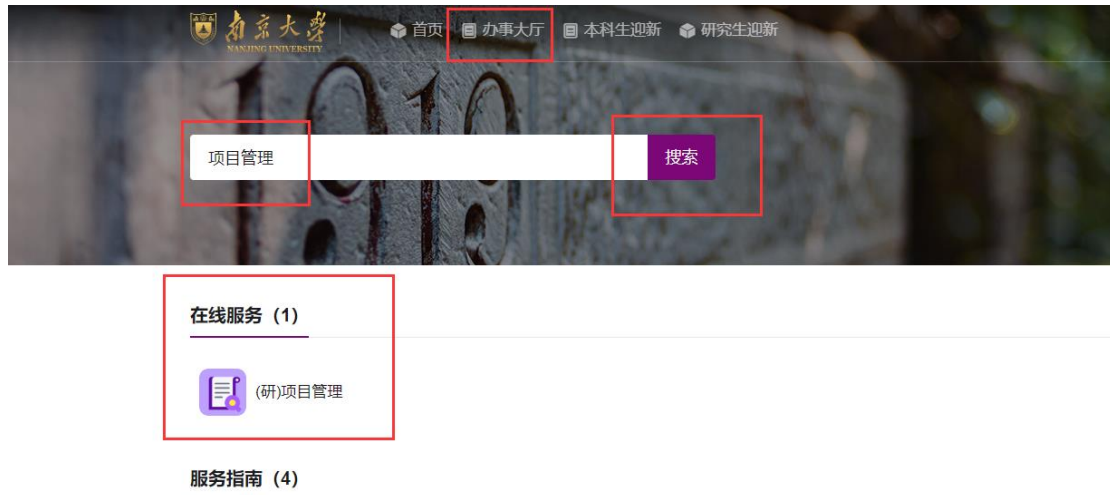 南京大學
NANJING UNIVERSITY
首页 办事大厅 本科生迎新 研究生迎新
项目管理 搜索
在线服务（1）
(研)项目管理
服务指南（4）